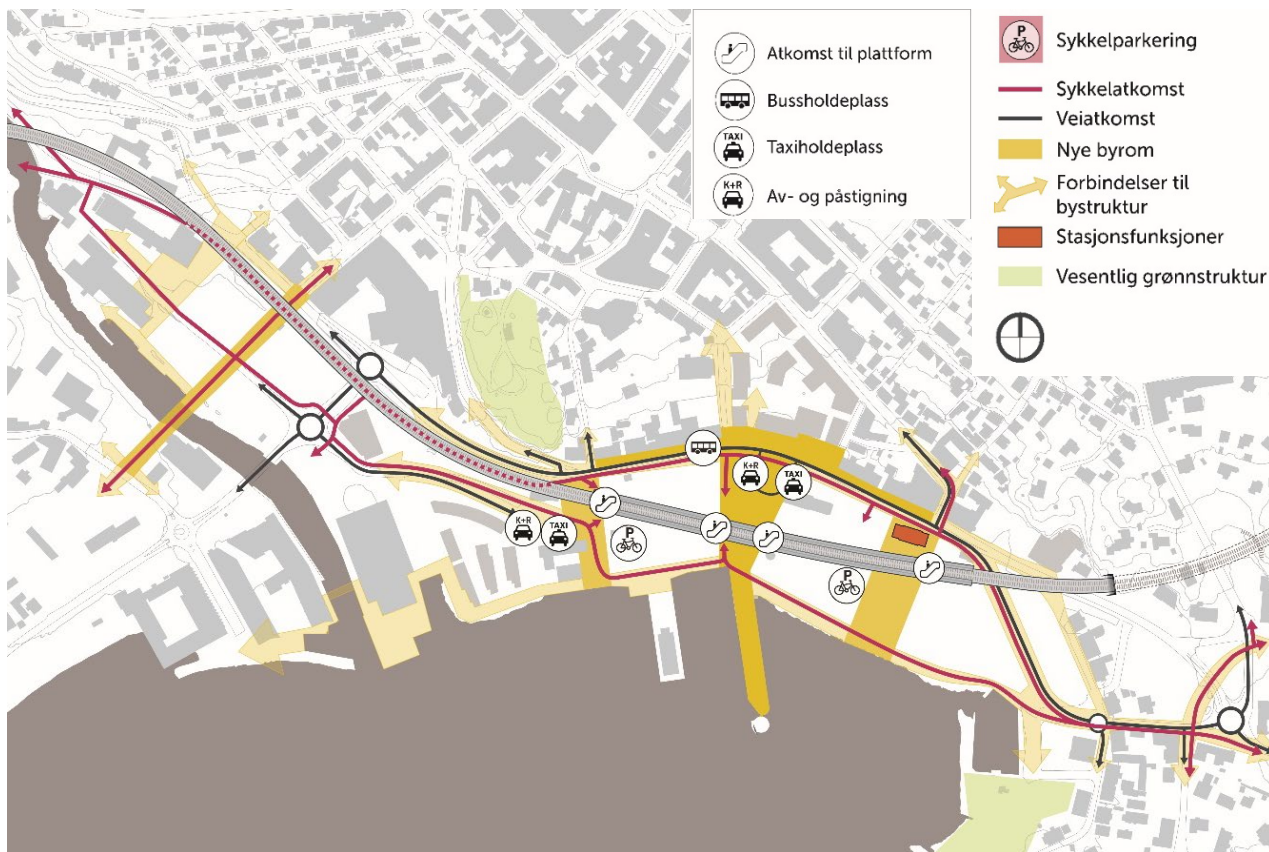 Atkomst til plattform
Bussholdeplass
TAXI
Taxiholdeplass
K+R
Av- og påstigning
P
Sykkelparkering
Sykkelatkomst
Veiatkomst
Nye byrom
Forbindelser til
bystruktur
Stasjonsfunksjoner
Vesentlig grønnstruktur
K+R
TAXI
K+R
TAXI
P
P